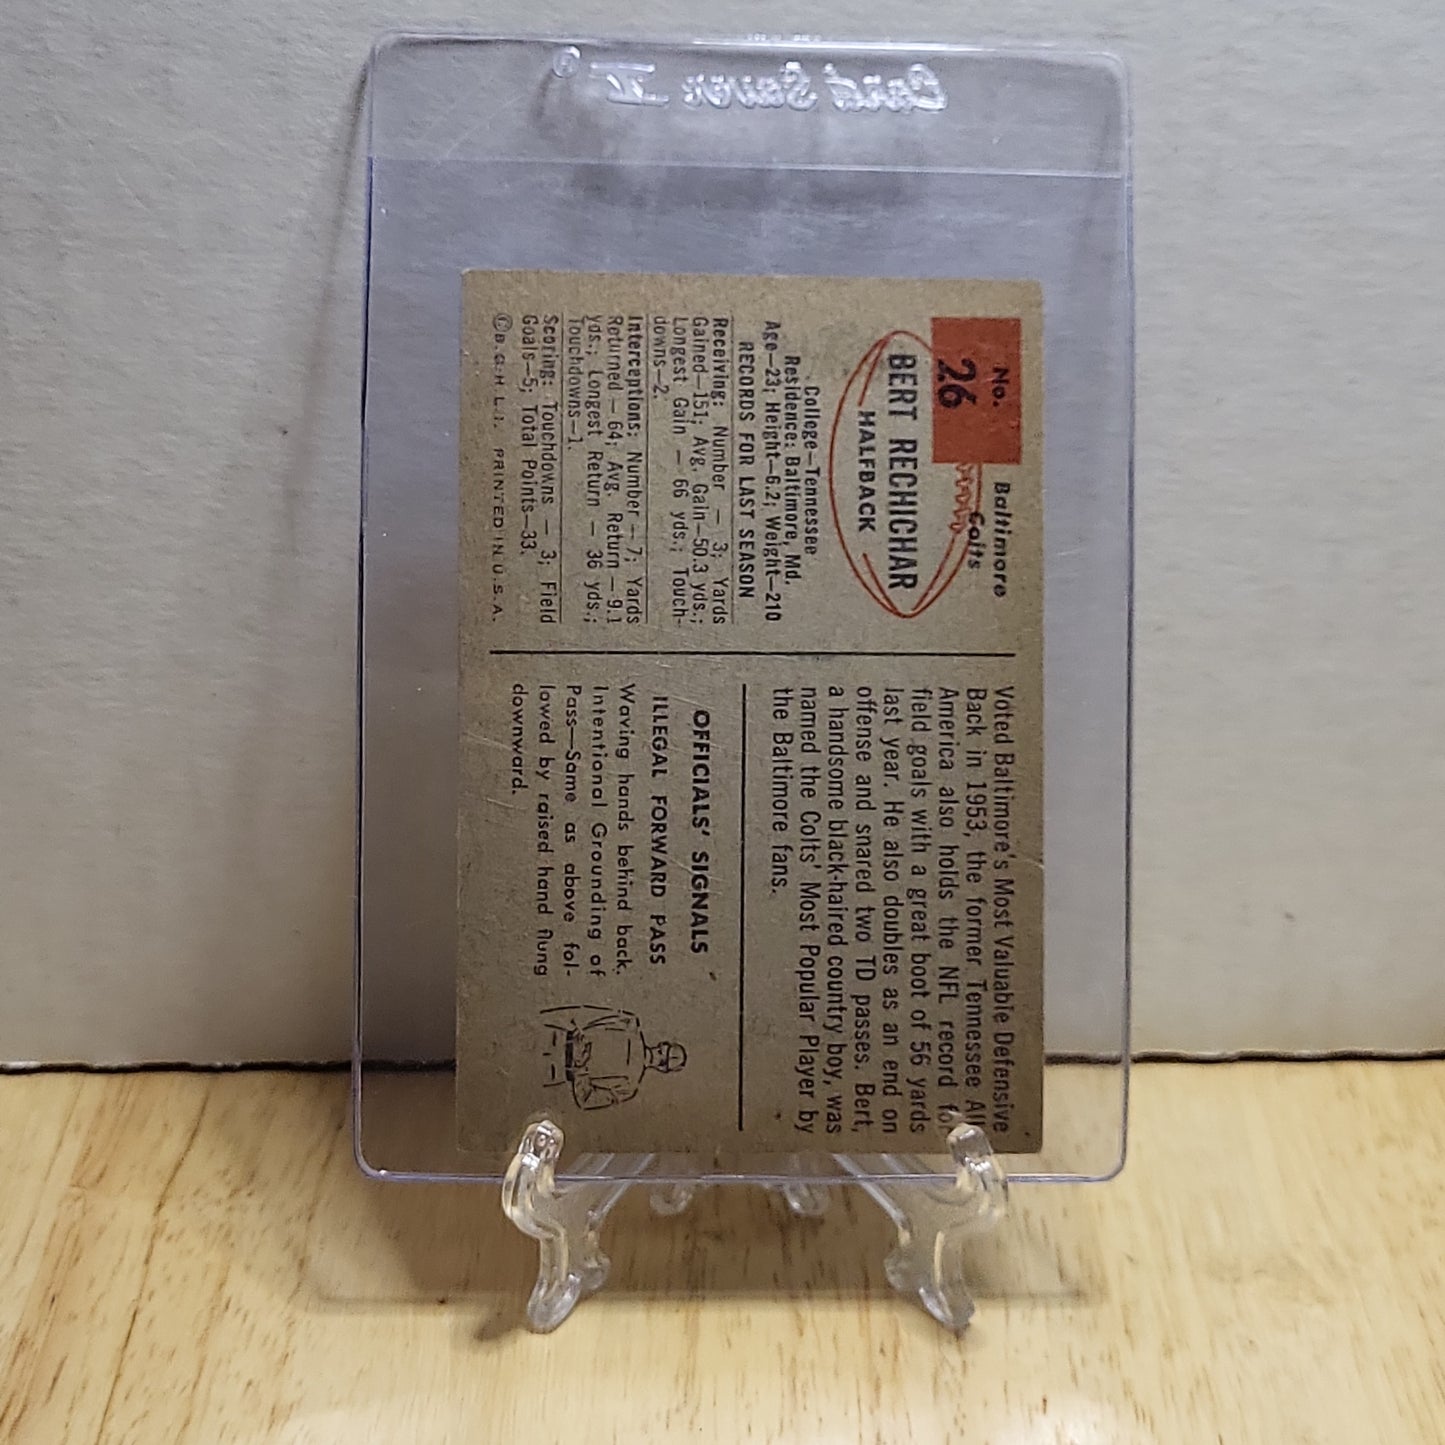 Card Saver IV®
No.
26
Baltimore
Colts
BERT RECHICHAR
HALFBACK
College—Tennessee
Residence: Baltimore, Md.
Age—23; Height—6.2; Weight—210
RECORDS FOR LAST SEASON
Receiving: Number — 3; Yards
Gained—151; Avg. Gain—50.3 yds.;
Longest Gain — 66 yds.; Touch-
downs—2.
Interceptions: Number — 7; Yards
Returned — 64; Avg. Return — 9.1
yds.; Longest Return — 36 yds.;
Touchdowns—1.
Scoring: Touchdowns — 3; Field
Goals—5; Total Points—33.
©B.G.H.L.I. PRINTED IN U.S.A.
Voted Baltimore's Most Valuable Defensive
Back in 1953, the former Tennessee All
America also holds the NFL record for
field goals with a great boot of 56 yards
last year. He also doubles as an end on
offense and snared two TD passes. Bert,
a handsome black-haired country boy, was
named the Colts' Most Popular Player by
the Baltimore fans.
OFFICIALS' SIGNALS
ILLEGAL FORWARD PASS
Waving hands behind back.
Intentional Grounding of
Pass—Same as above fol-
lowed by raised hand flung
downward.